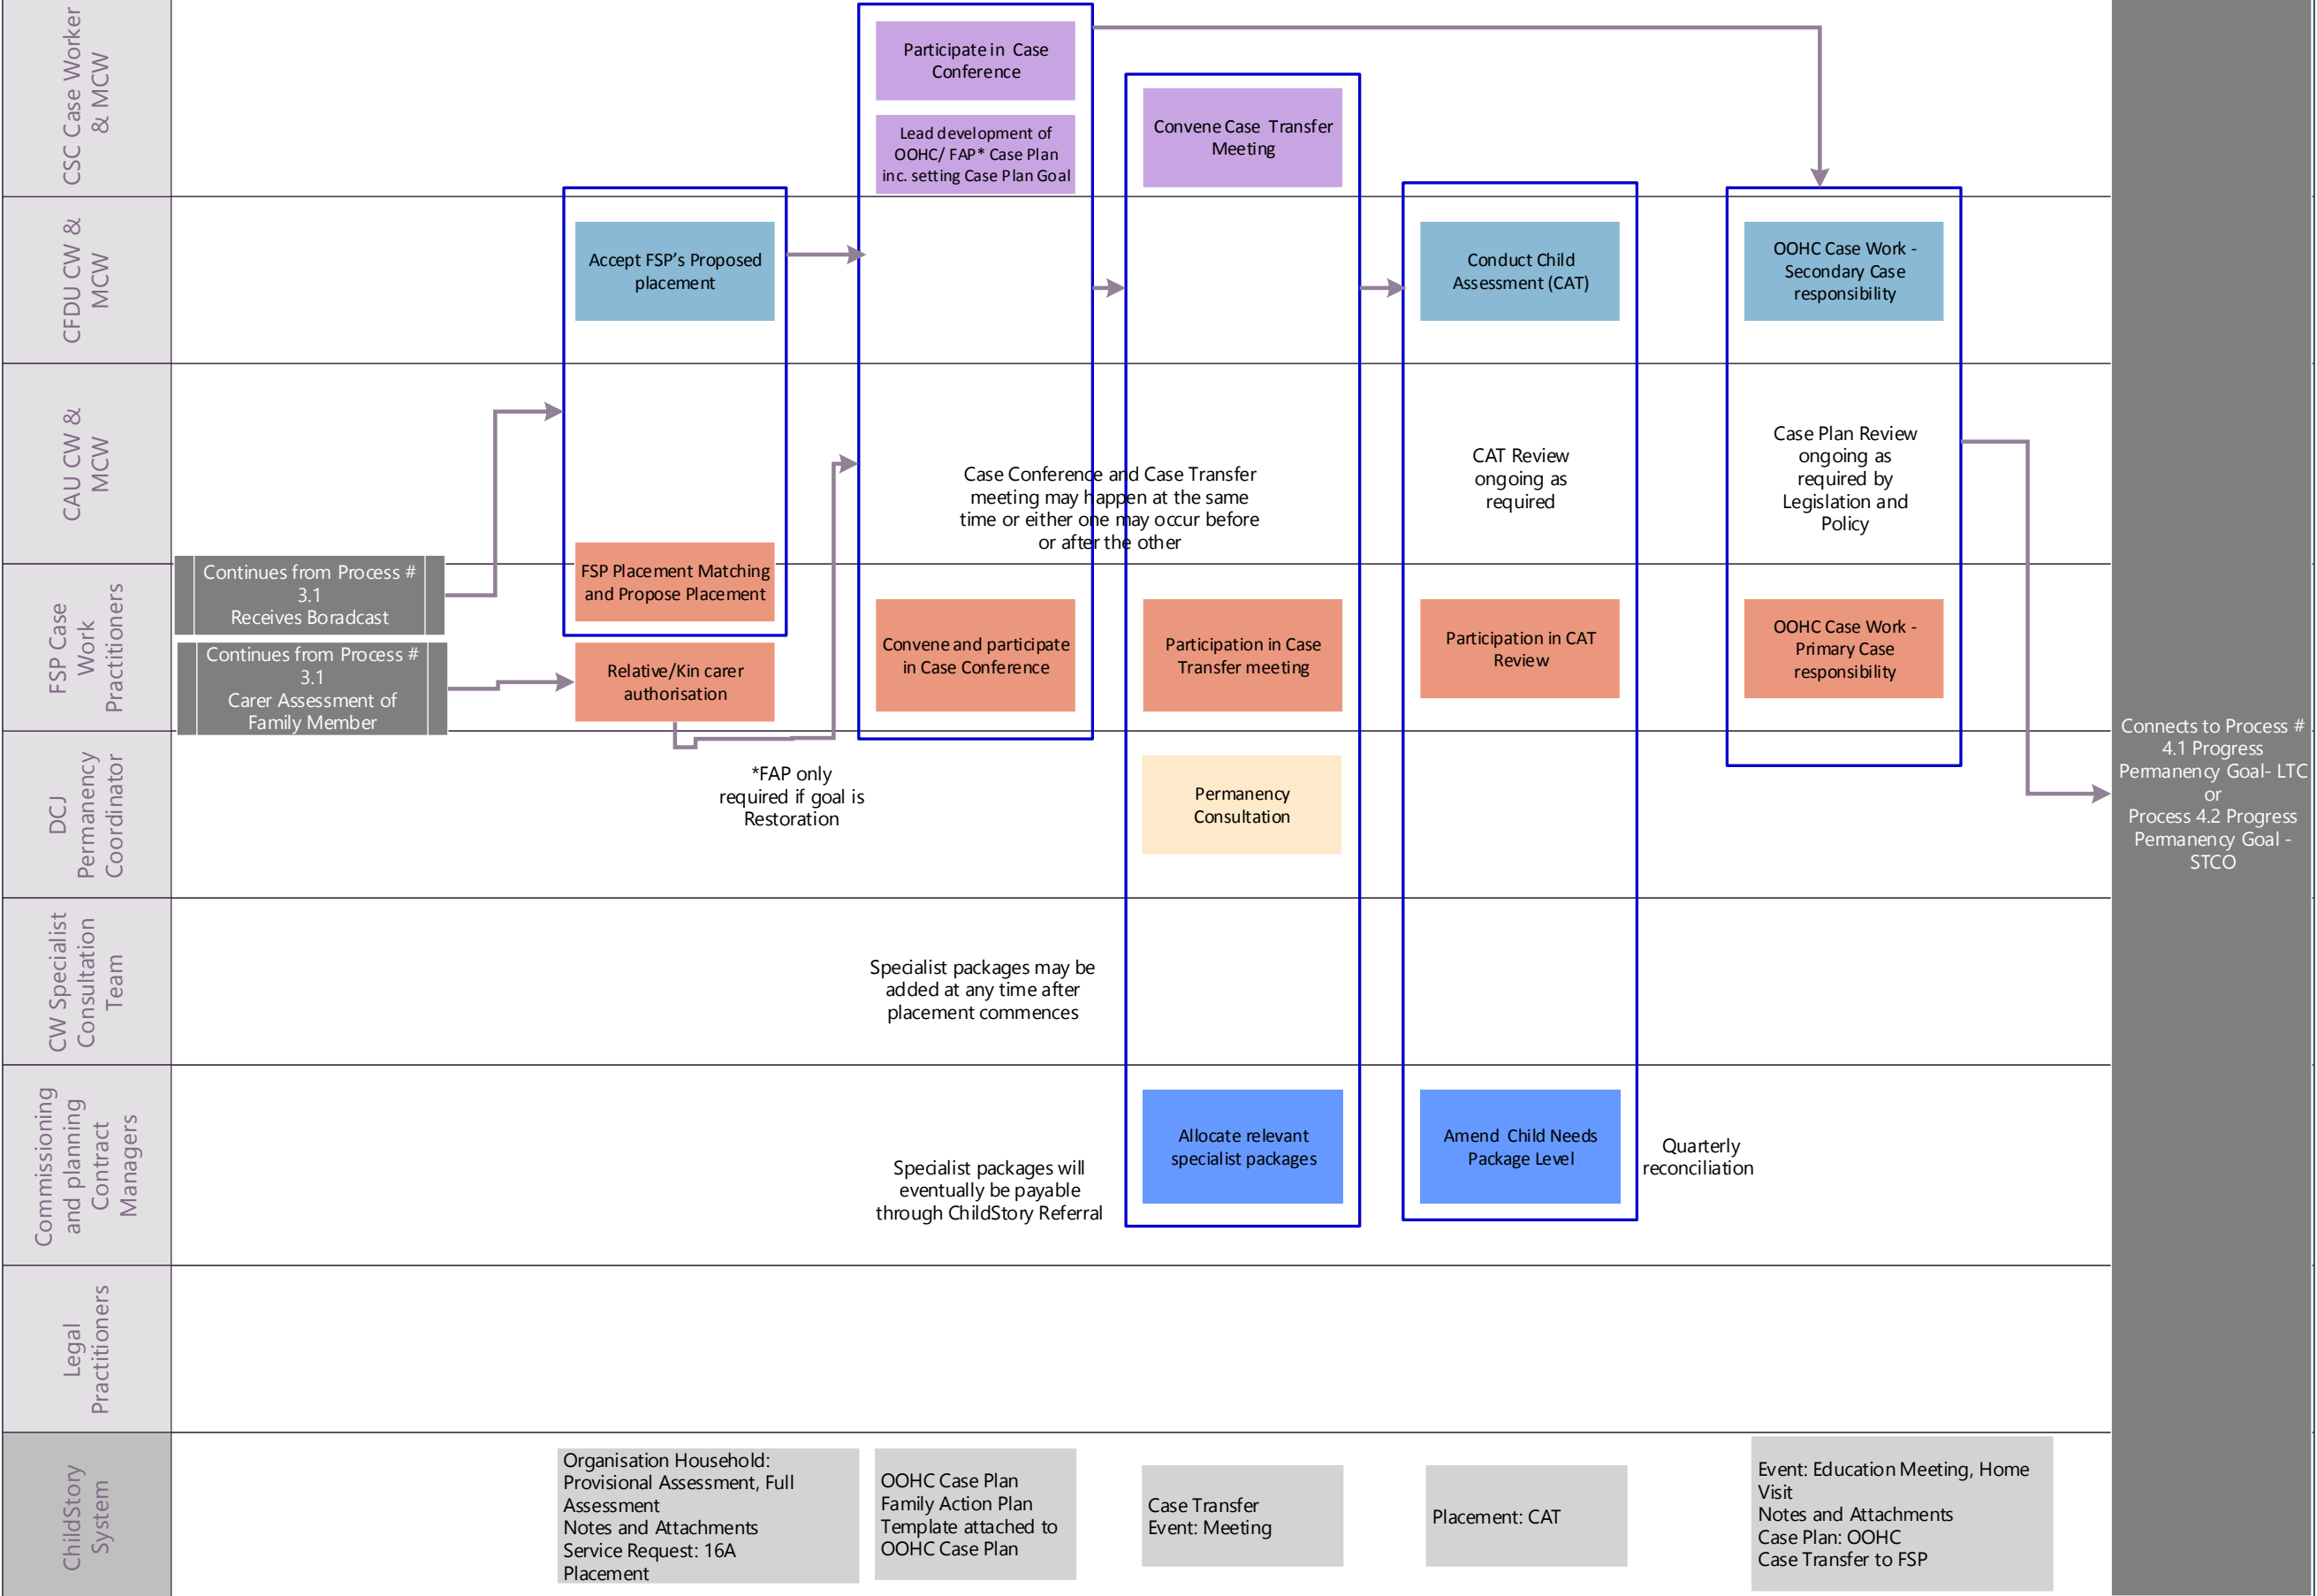 CSC Case Worker
& MCW
Participate in Case
Conference
Lead development of
OOHC/ FAP* Case Plan
inc. setting Case Plan Goal
Convene Case Transfer
Meeting
CFDU CW &
MCW
Accept FSP’s Proposed
placement
Conduct Child
Assessment (CAT)
OOHC Case Work -
Secondary Case
responsibility
CAU CW &
MCW
Case Conference and Case Transfer
meeting may happen at the same
time or either one may occur before
or after the other
CAT Review
ongoing as
required
Case Plan Review
ongoing as
required by
Legislation and
Policy
FSP Case
Work
Practitioners
Continues from Process #
3.1
Receives Boradcast
Continues from Process #
3.1
Carer Assessment of
Family Member
FSP Placement Matching
and Propose Placement
Relative/Kin carer
authorisation
Convene and participate
in Case Conference
Participation in Case
Transfer meeting
Participation in CAT
Review
OOHC Case Work -
Primary Case
responsibility
DCJ
Permanency
Coordinator
*FAP only
required if goal is
Restoration
Permanency
Consultation
Connects to Process #
4.1 Progress
Permanency Goal- LTC
or
Process 4.2 Progress
Permanency Goal -
STCO
CW Specialist
Consultation
Team
Specialist packages may be
added at any time after
placement commences
Commissioning
and planning
Contract
Managers
Specialist packages will
eventually be payable
through ChildStory Referral
Allocate relevant
specialist packages
Amend Child Needs
Package Level
Quarterly
reconciliation
Legal
Practitioners
ChildStory
System
Organisation Household:
Provisional Assessment, Full
Assessment
Notes and Attachments
Service Request: 16A
Placement
OOHC Case Plan
Family Action Plan
Template attached to
OOHC Case Plan
Case Transfer
Event: Meeting
Placement: CAT
Event: Education Meeting, Home
Visit
Notes and Attachments
Case Plan: OOHC
Case Transfer to FSP